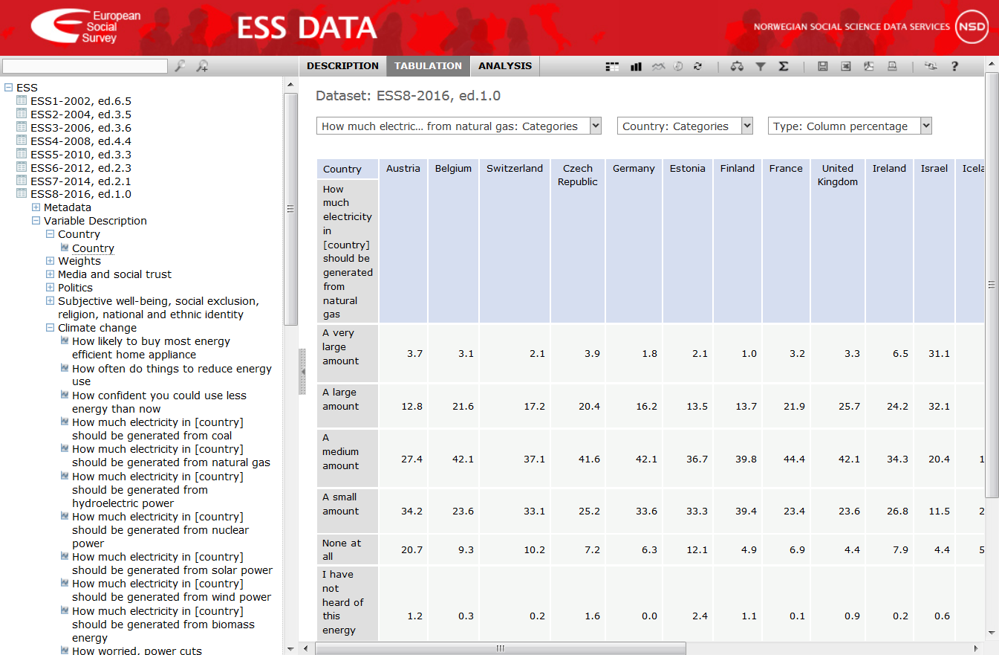 European
Social
Survey
ESS DATA
NORWEGIAN SOCIAL SCIENCE DATA SERVICES NSD
DESCRIPTION TABULATION ANALYSIS
?
ESS
ESS1-2002, ed.6.5
ESS2-2004, ed.3.5
ESS3-2006, ed.3.6
ESS4-2008, ed.4.4
ESS5-2010, ed.3.3
ESS6-2012, ed.2.3
ESS7-2014, ed.2.1
ESS8-2016, ed.1.0
Metadata
Variable Description
Country
Country
Weights
Media and social trust
Politics
Subjective well-being, social exclusion,
religion, national and ethnic identity
Climate change
How likely to buy most energy
efficient home appliance
How often do things to reduce energy
use
How confident you could use less
energy than now
How much electricity in [country]
should be generated from coal
How much electricity in [country]
should be generated from natural gas
How much electricity in [country]
should be generated from
hydroelectric power
How much electricity in [country]
should be generated from nuclear
power
How much electricity in [country]
should be generated from solar power
How much electricity in [country]
should be generated from wind power
How much electricity in [country]
should be generated from biomass
energy
How worried, power cuts
Dataset: ESS8-2016, ed.1.0
How much electric... from natural gas: Categories
Country: Categories
Type: Column percentage
Country Austria Belgium Switzerland Czech Republic Germany Estonia Finland France United Kingdom Ireland Israel Icela
How
much
electricity
in
[country]
should be
generated
from
natural
gas
A very
large
amount
3.7 3.1 2.1 3.9 1.8 2.1 1.0 3.2 3.3 6.5 31.1
A large
amount
12.8 21.6 17.2 20.4 16.2 13.5 13.7 21.9 25.7 24.2 32.1
A
medium
amount
27.4 42.1 37.1 41.6 42.1 36.7 39.8 44.4 42.1 34.3 20.4 1
A small
amount
34.2 23.6 33.1 25.2 33.6 33.3 39.4 23.4 23.6 26.8 11.5 2
None at
all
20.7 9.3 10.2 7.2 6.3 12.1 4.9 6.9 4.4 7.9 4.4 5
I have
not
heard of
this
energy
1.2 0.3 0.2 1.6 0.0 2.4 1.1 0.1 0.9 0.2 0.6